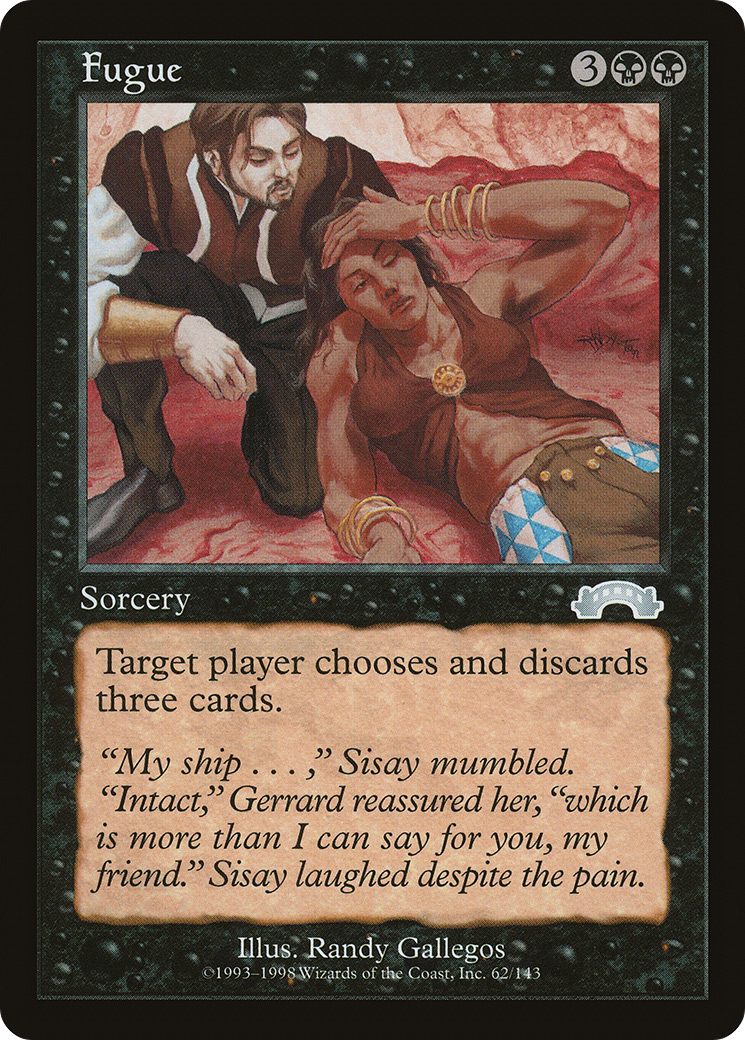 Fugue
3
Sorcery
Target player chooses and discards
three cards.
“My ship . . . ,” Sisay mumbled.
“Intact,” Gerrard reassured her, “which
is more than I can say for you, my
friend.” Sisay laughed despite the pain.
Illus. Randy Gallegos
©1993–1998 Wizards of the Coast, Inc. 62/143